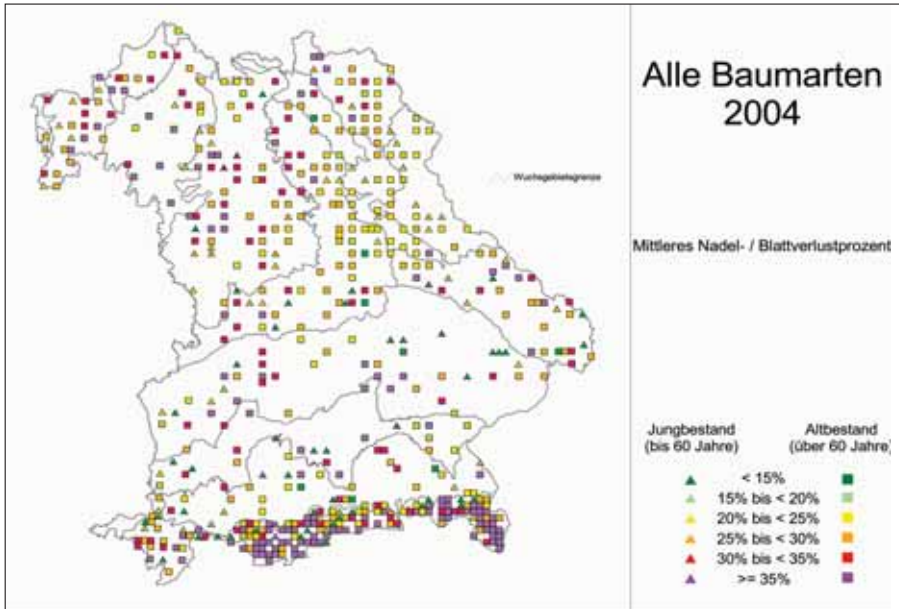 Alle Baumarten
2004
Wuchsgebietsgrenze
Mittleres Nadel- / Blattverlustprozent
Jungbestand
(bis 60 Jahre)
Altbestand
(über 60 Jahre)
< 15%
15% bis < 20%
20% bis < 25%
25% bis < 30%
30% bis < 35%
>= 35%